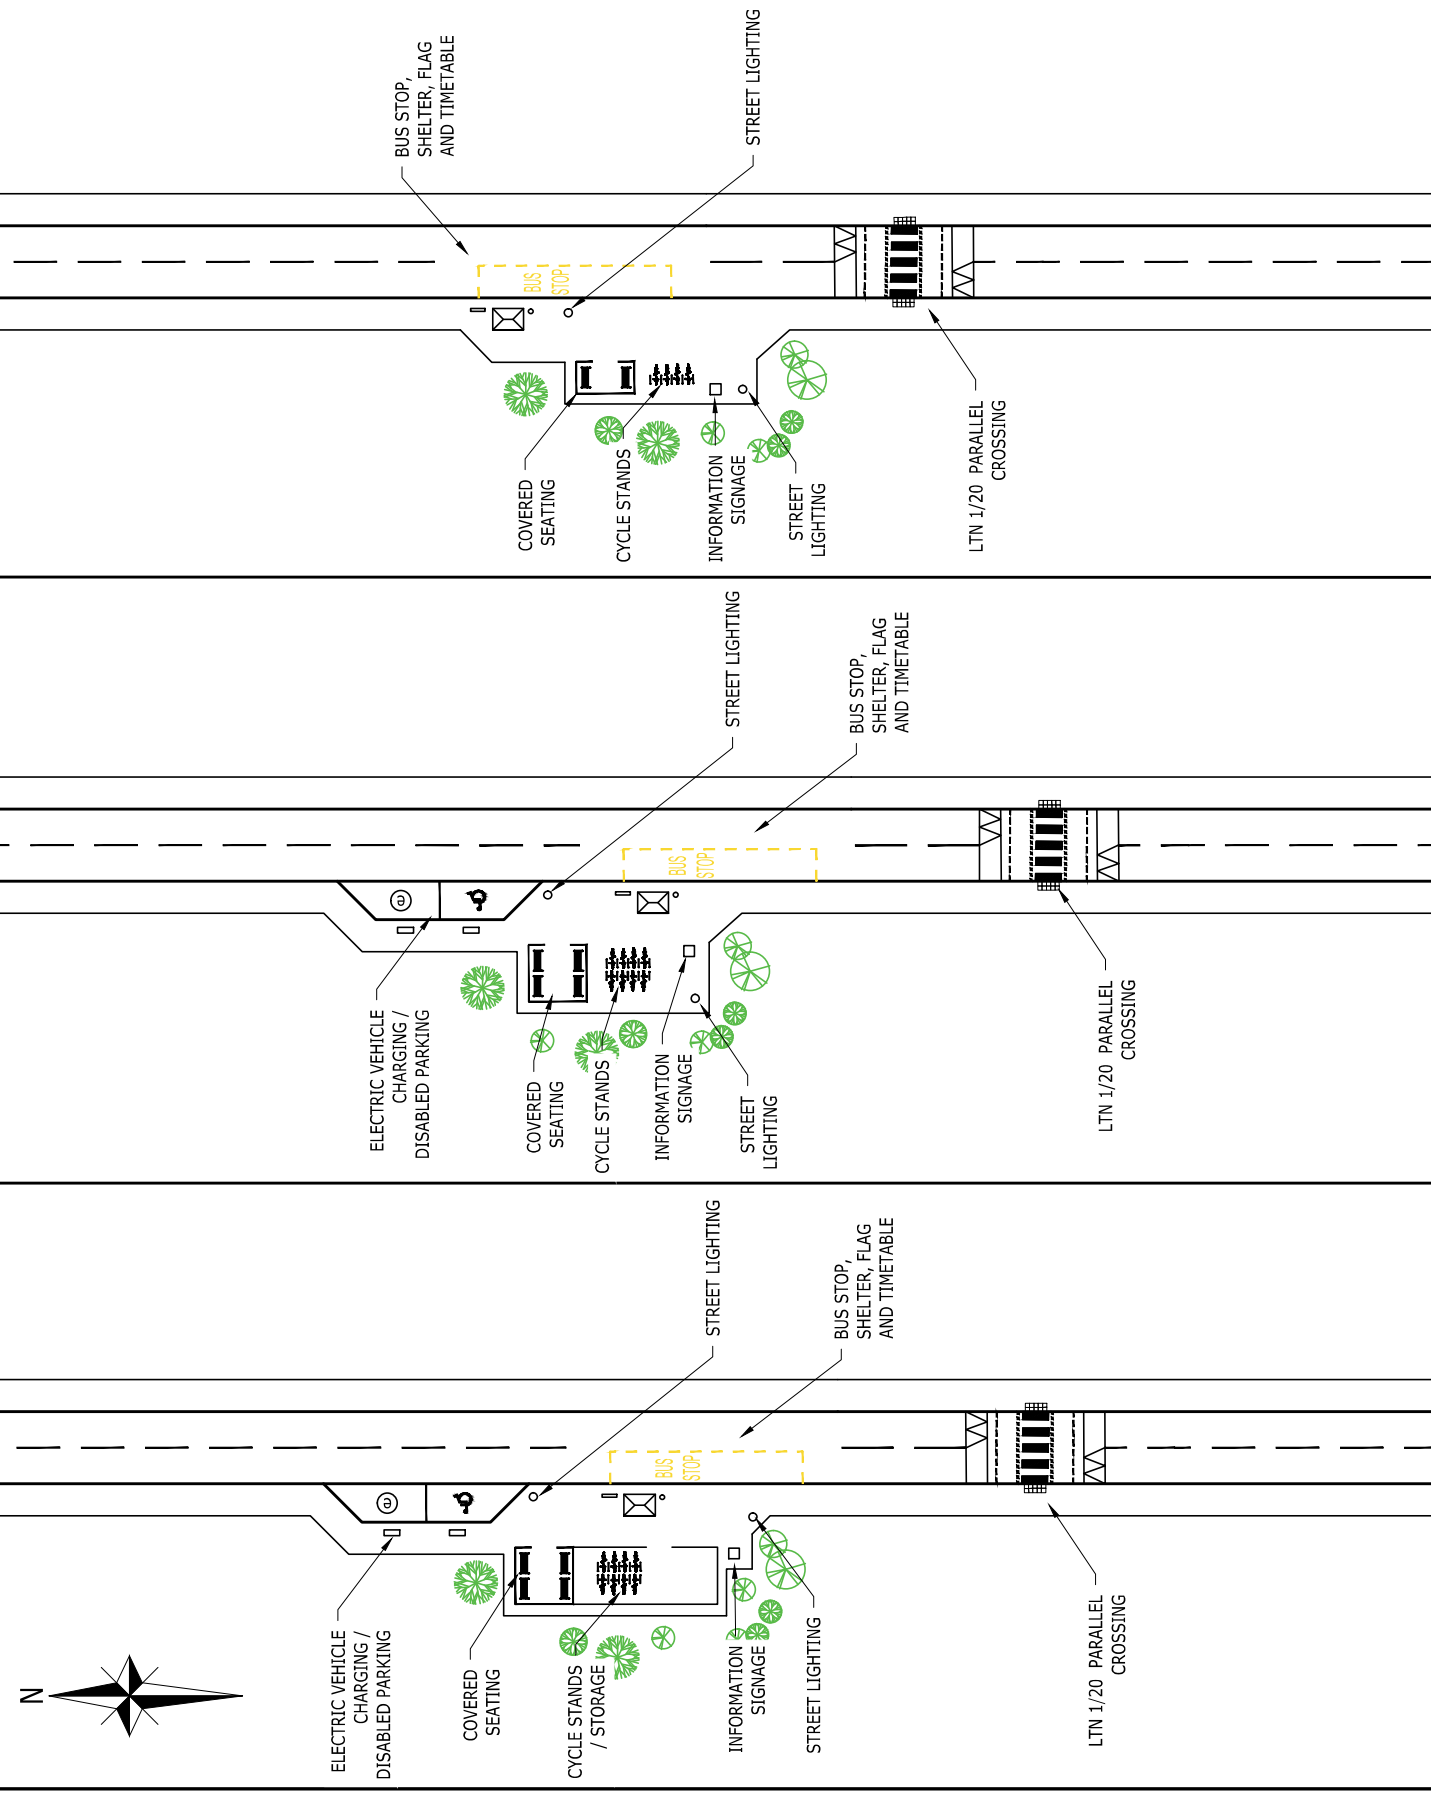 BUS STOP,
SHELTER, FLAG
AND TIMETABLE
STREET LIGHTING
BUS
STOP
COVERED
SEATING
CYCLE STANDS
INFORMATION
SIGNAGE
STREET
LIGHTING
LTN 1/20 PARALLEL
CROSSING
STREET LIGHTING
BUS STOP,
SHELTER, FLAG
AND TIMETABLE
BUS
STOP
e
ELECTRIC VEHICLE
CHARGING /
DISABLED PARKING
COVERED
SEATING
CYCLE STANDS
INFORMATION
SIGNAGE
STREET
LIGHTING
LTN 1/20 PARALLEL
CROSSING
STREET LIGHTING
BUS STOP,
SHELTER, FLAG
AND TIMETABLE
BUS
STOP
e
ELECTRIC VEHICLE
CHARGING /
DISABLED PARKING
COVERED
SEATING
CYCLE STANDS
/ STORAGE
INFORMATION
SIGNAGE
STREET LIGHTING
LTN 1/20 PARALLEL
CROSSING
N